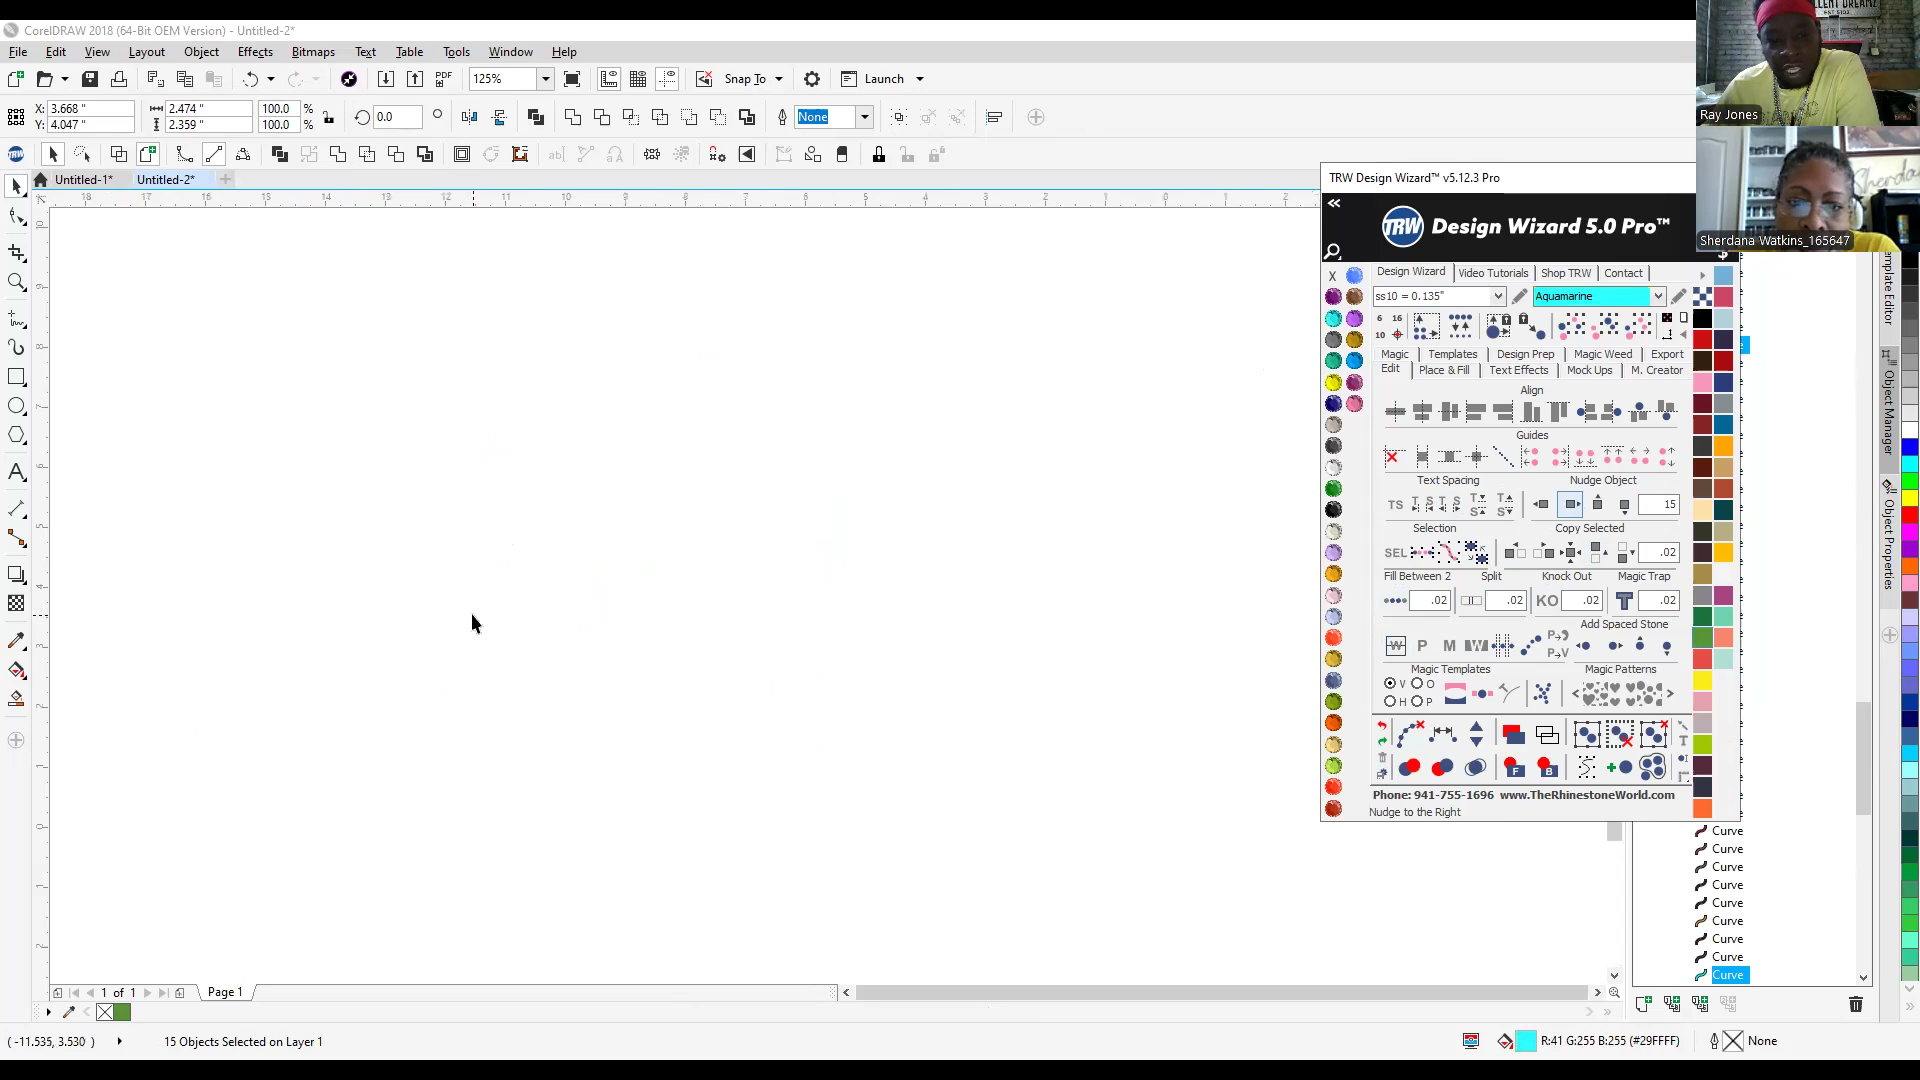 CorelDRAW 2018 (64-Bit OEM Version) - Untitled-2*
File Edit View Layout Object Effects Bitmaps Text Table Tools Window Help
PDF 125% Snap To Launch
X: 3.668 " 2.474 " 100.0 % 0.0 None
Y: 4.047 " 2.359 " 100.0 %
Untitled-1* Untitled-2*
Ray Jones
Sherdana Watkins_165647
TRW Design Wizard™ v5.12.3 Pro
TRW Design Wizard 5.0 Pro™
Design Wizard Video Tutorials Shop TRW Contact
ss10 = 0.135" Aquamarine
6 16
10
Magic Templates Design Prep Magic Weed Export
Edit Place & Fill Text Effects Mock Ups M. Creator
Align
Guides
Text Spacing Nudge Object
TS 15
Selection Copy Selected
SEL .02
Fill Between 2 Split Knock Out Magic Trap
.02 .02 KO .02 T .02
Add Spaced Stone
W P M W
Magic Templates Magic Patterns
V O
H P
F B
Phone: 941-755-1696 www.TheRhinestoneWorld.com
Nudge to the Right
Template Editor
Object Manager
Object Properties
Curve
Curve
Curve
Curve
Curve
Curve
Curve
Curve
Curve
1 of 1 Page 1
( -11.535, 3.530 ) 15 Objects Selected on Layer 1 R:41 G:255 B:255 (#29FFFF) None